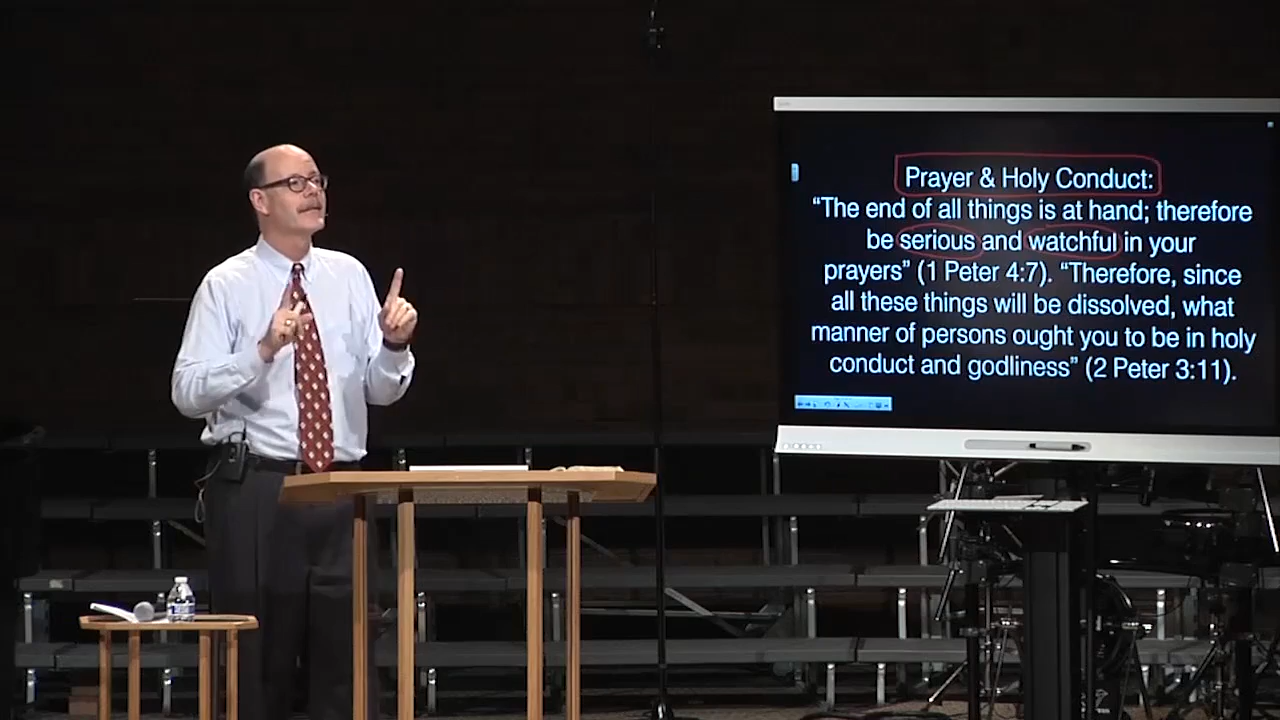 Prayer & Holy Conduct:
“The end of all things is at hand; therefore
be serious and watchful in your
prayers” (1 Peter 4:7). “Therefore, since
all these things will be dissolved, what
manner of persons ought you to be in holy
conduct and godliness” (2 Peter 3:11).